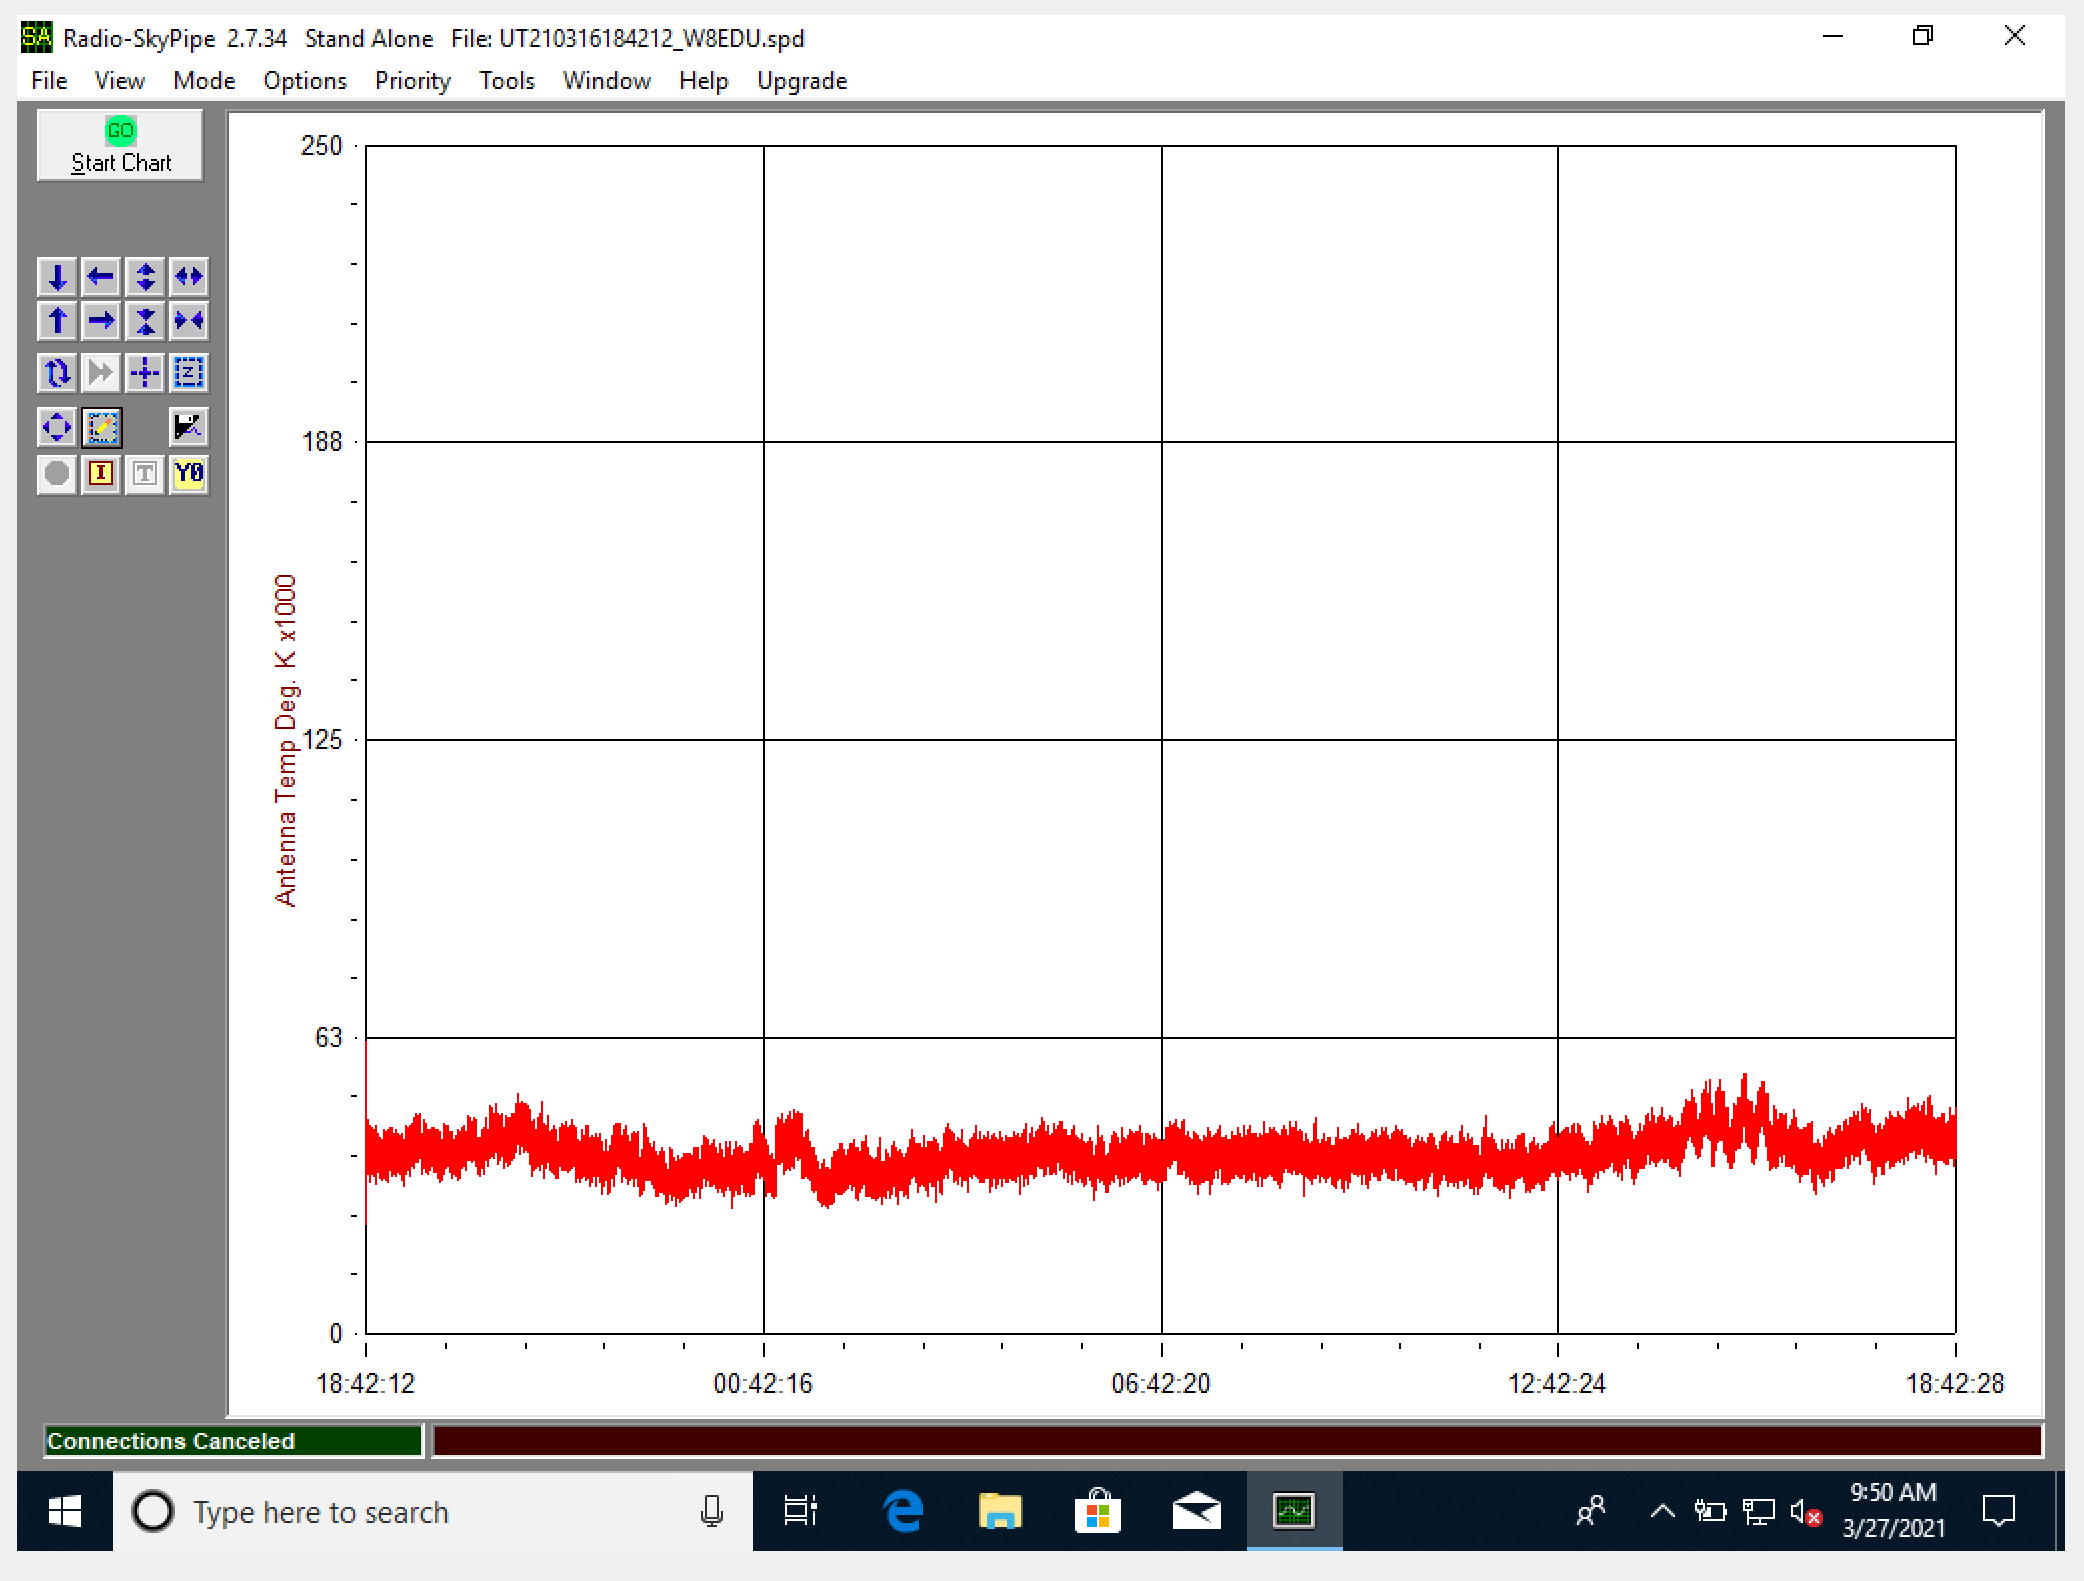 SA Radio-SkyPipe 2.7.34 Stand Alone File: UT210316184212_W8EDU.spd
File View Mode Options Priority Tools Window Help Upgrade
GO
Start Chart
Z
I T Y0
Antenna Temp Deg. K x1000
250
188
125
63
0
18:42:12 00:42:16 06:42:20 12:42:24 18:42:28
Connections Canceled
Type here to search
9:50 AM
3/27/2021